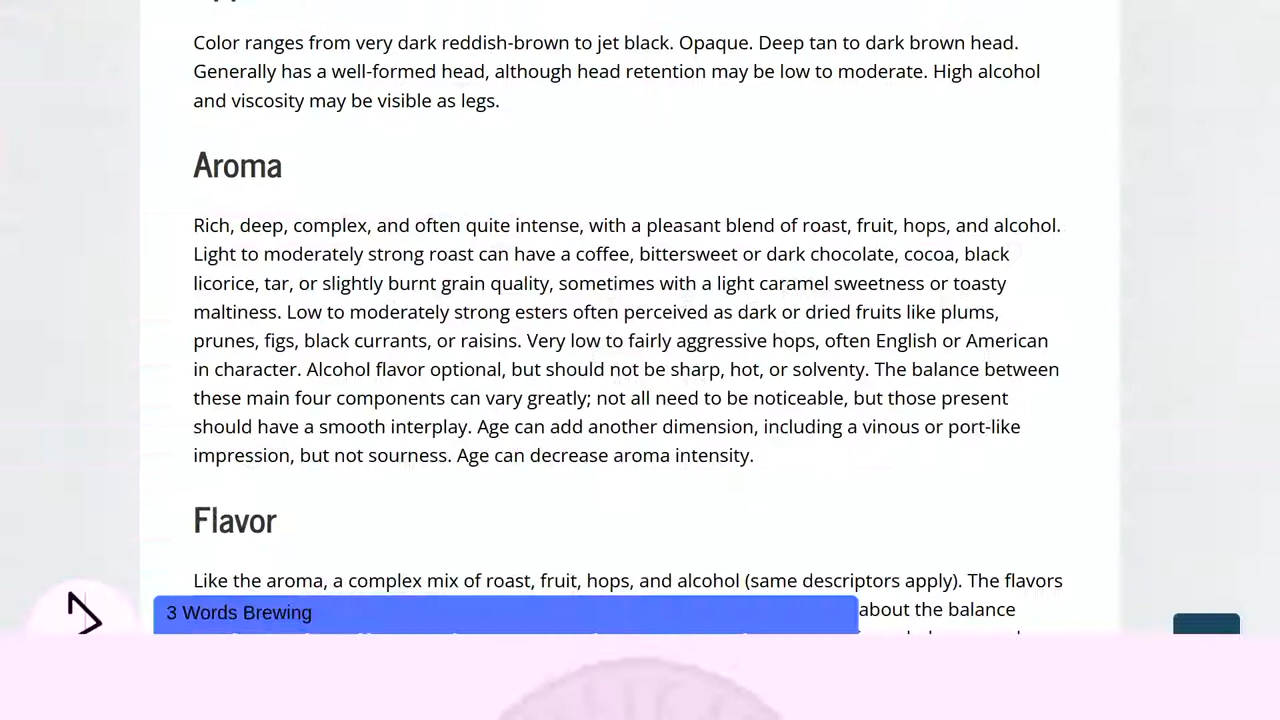 Color ranges from very dark reddish-brown to jet black. Opaque. Deep tan to dark brown head.
Generally has a well-formed head, although head retention may be low to moderate. High alcohol
and viscosity may be visible as legs.
Aroma
Rich, deep, complex, and often quite intense, with a pleasant blend of roast, fruit, hops, and alcohol.
Light to moderately strong roast can have a coffee, bittersweet or dark chocolate, cocoa, black
licorice, tar, or slightly burnt grain quality, sometimes with a light caramel sweetness or toasty
maltiness. Low to moderately strong esters often perceived as dark or dried fruits like plums,
prunes, figs, black currants, or raisins. Very low to fairly aggressive hops, often English or American
in character. Alcohol flavor optional, but should not be sharp, hot, or solventy. The balance between
these main four components can vary greatly; not all need to be noticeable, but those present
should have a smooth interplay. Age can add another dimension, including a vinous or port-like
impression, but not sourness. Age can decrease aroma intensity.
Flavor
Like the aroma, a complex mix of roast, fruit, hops, and alcohol (same descriptors apply). The flavors
about the balance
3 Words Brewing